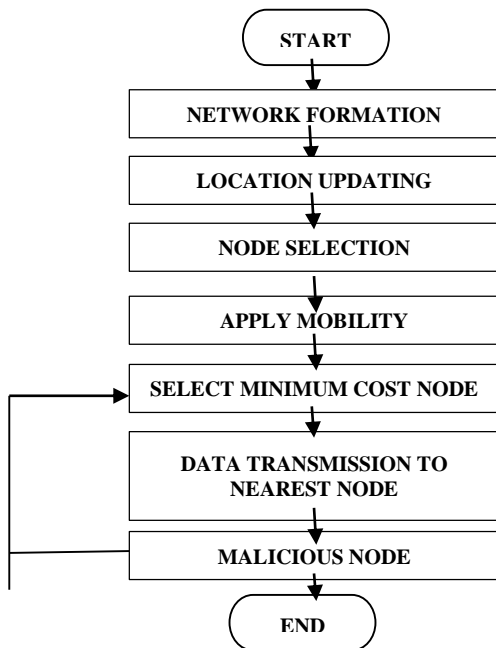 START
NETWORK FORMATION
LOCATION UPDATING
NODE SELECTION
APPLY MOBILITY
SELECT MINIMUM COST NODE
DATA TRANSMISSION TO
NEAREST NODE
MALICIOUS NODE
END